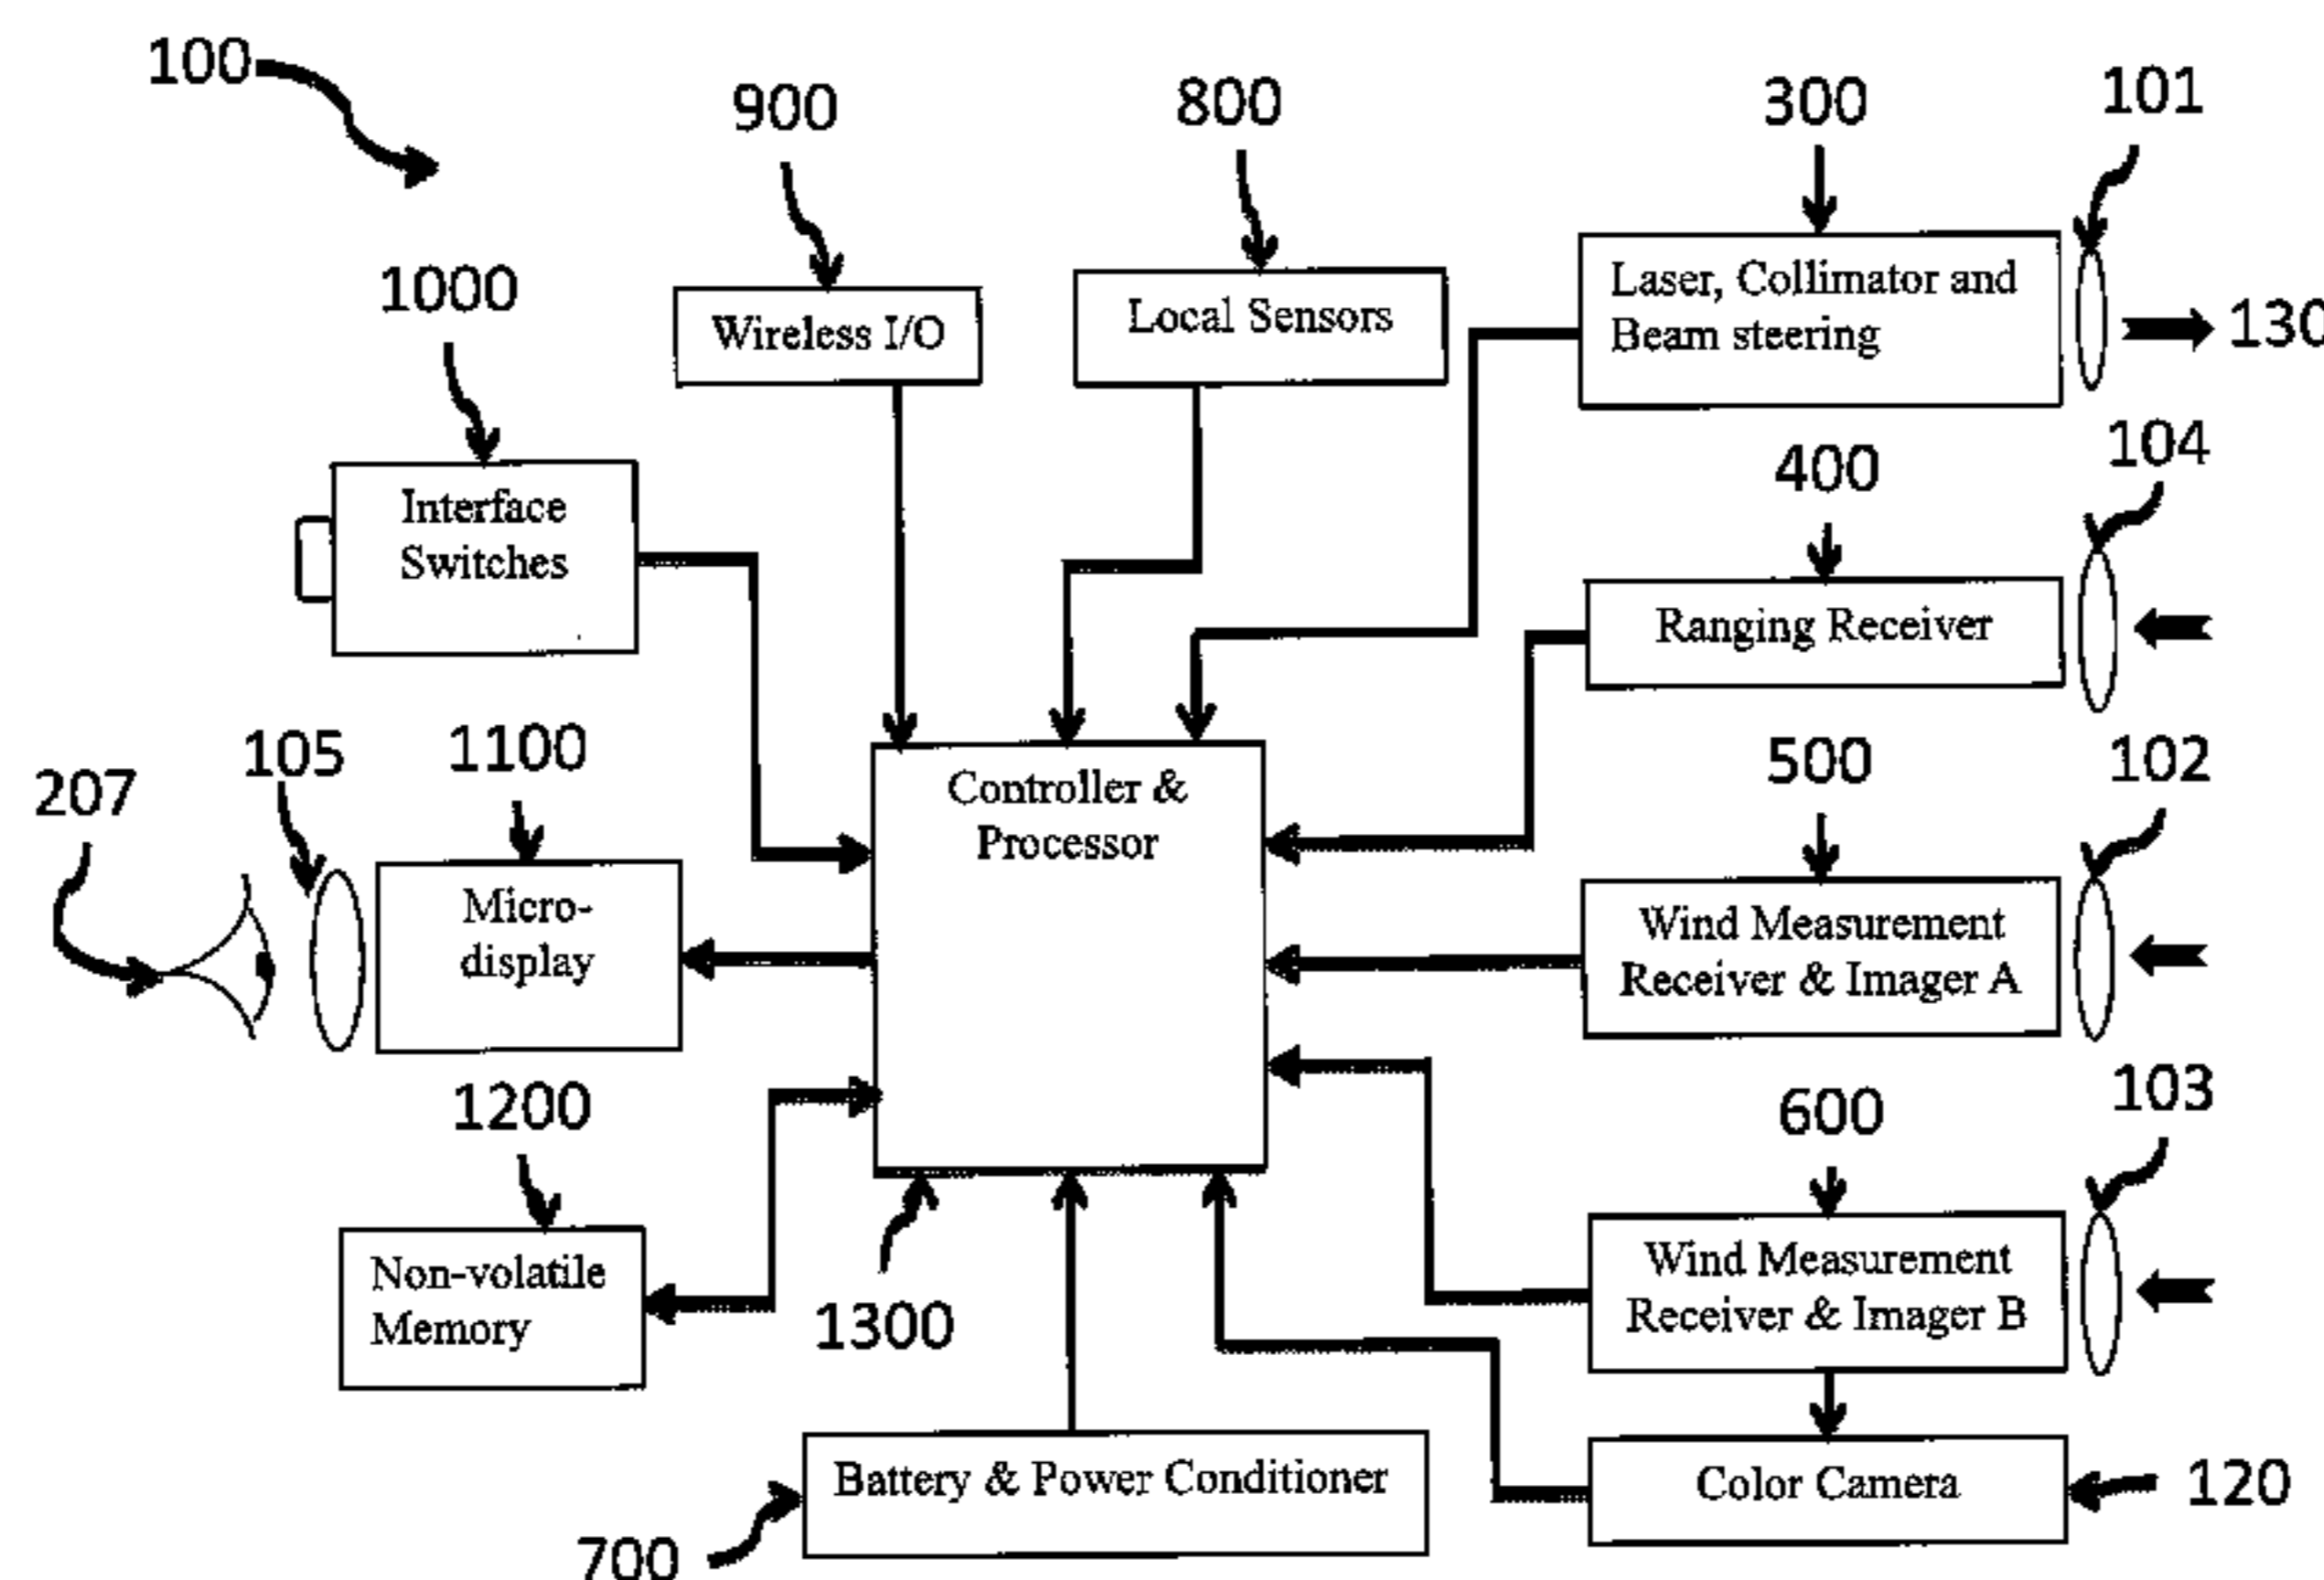 100
900
800
300
101
1000
Wireless I/O
Local Sensors
Laser, Collimator and
Beam steering
130
Interface
Switches
400
104
Ranging Receiver
207
105
1100
Micro-
display
Controller &
Processor
500
102
Wind Measurement
Receiver & Imager A
1200
Non-volatile
Memory
1300
600
103
Wind Measurement
Receiver & Imager B
700
Battery & Power Conditioner
Color Camera
120